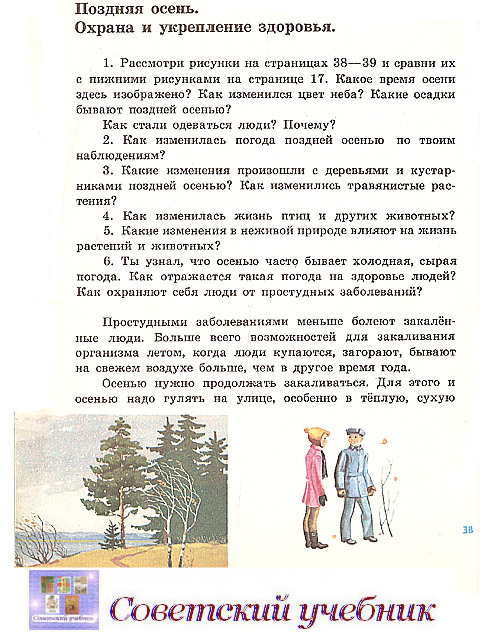 Поздняя осень.
Охрана и укрепление здоровья.
1. Рассмотри рисунки на страницах 38—39 и сравни их
с нижними рисунками на странице 17. Какое время осени
здесь изображено? Как изменился цвет неба? Какие осадки
бывают поздней осенью?
Как стали одеваться люди? Почему?
2. Как изменилась погода поздней осенью по твоим
наблюдениям?
3. Какие изменения произошли с деревьями и кустар-
никами поздней осенью? Как изменились травянистые рас-
тения?
4. Как изменилась жизнь птиц и других животных?
5. Какие изменения в неживой природе влияют на жизнь
растений и животных?
6. Ты узнал, что осенью часто бывает холодная, сырая
погода. Как отражается такая погода на здоровье людей?
Как охраняют себя люди от простудных заболеваний?
Простудными заболеваниями меньше болеют закалён-
ные люди. Больше всего возможностей для закаливания
организма летом, когда люди купаются, загорают, бывают
на свежем воздухе больше, чем в другое время года.
Осенью нужно продолжать закаливаться. Для этого и
осенью надо гулять на улице, особенно в тёплую, сухую
38
Советский учебник
Советский учебник